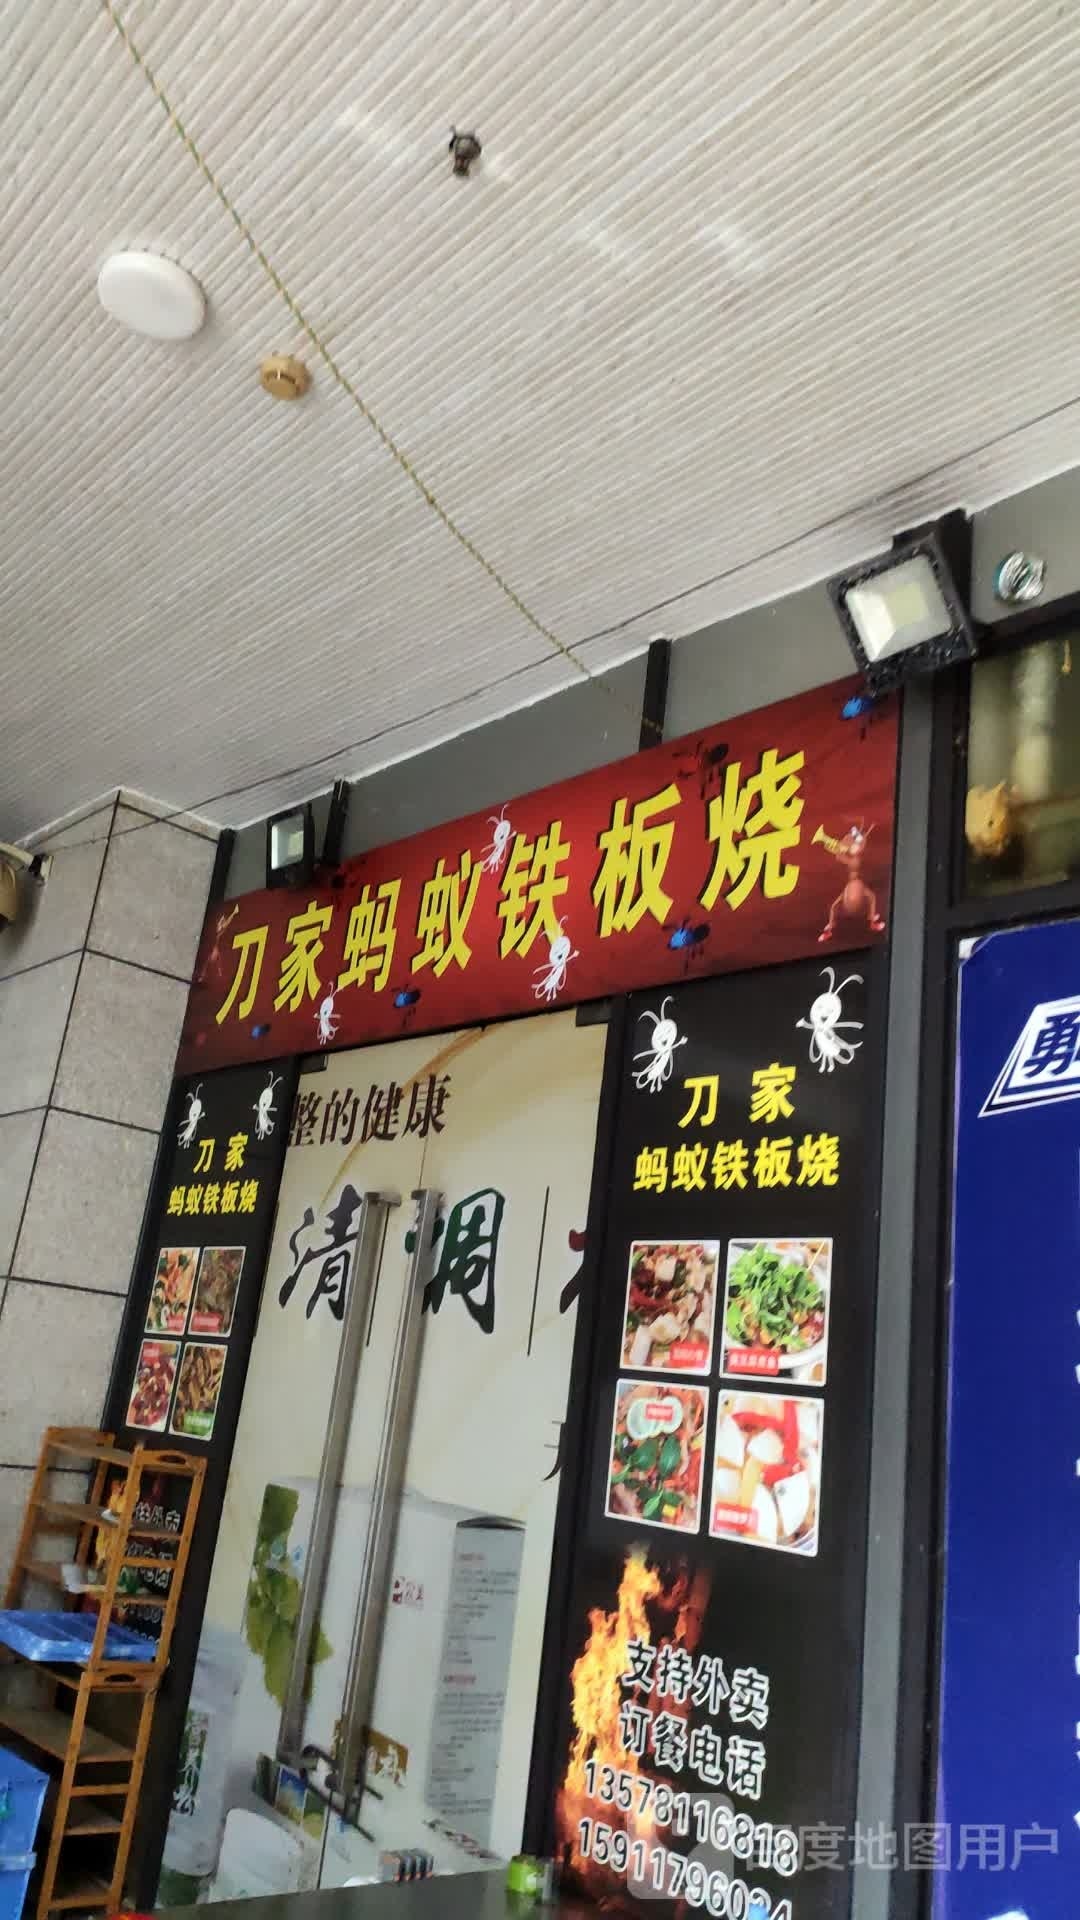 刀家蚂蚁铁板烧
刀家
蚂蚁铁板烧
整的健康
清 调
刀家
蚂蚁铁板烧
支持外卖
订餐电话
13578116818
勇
百度地图用户